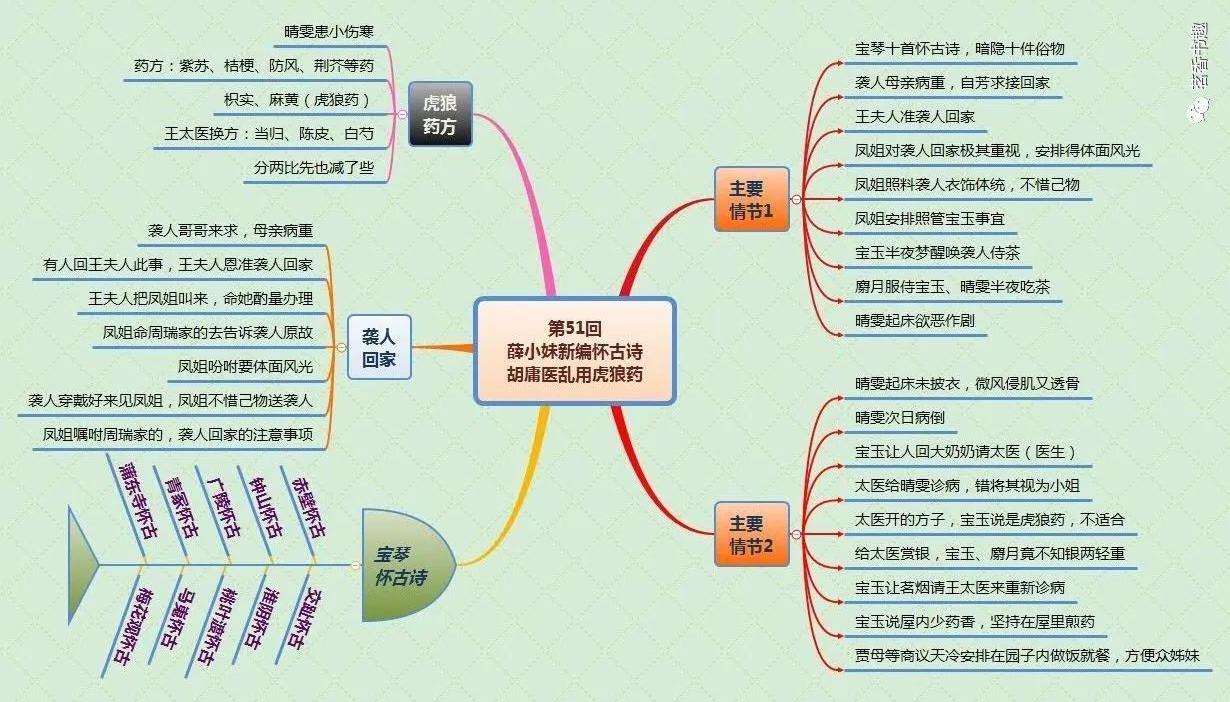 第51回
薛小妹新编怀古诗
胡庸医乱用虎狼药
虎狼
药方
晴雯患小伤寒
药方：紫苏、桔梗、防风、荆芥等药
枳实、麻黄（虎狼药）
王太医换方：当归、陈皮、白芍
分两比先也减了些
袭人
回家
袭人哥哥来求，母亲病重
有人回王夫人此事，王夫人恩准袭人回家
王夫人把凤姐叫来，命她酌量办理
凤姐命周瑞家的去告诉袭人原故
凤姐吩咐要体面风光
袭人穿戴好来见凤姐，凤姐不惜己物送袭人
凤姐嘱咐周瑞家的，袭人回家的注意事项
宝琴
怀古诗
赤壁怀古
钟山怀古
广陵怀古
青冢怀古
蒲东寺怀古
交趾怀古
淮阴怀古
桃叶渡怀古
马嵬怀古
梅花观怀古
主要
情节1
宝琴十首怀古诗，暗隐十件俗物
袭人母亲病重，自芳求接回家
王夫人准袭人回家
凤姐对袭人回家极其重视，安排得体面风光
凤姐照料袭人衣饰体统，不惜己物
凤姐安排照管宝玉事宜
宝玉半夜梦醒唤袭人侍茶
麝月服侍宝玉、晴雯半夜吃茶
晴雯起床欲恶作剧
主要
情节2
晴雯起床未披衣，微风侵肌又透骨
晴雯次日病倒
宝玉让人回大奶奶请太医（医生）
太医给晴雯诊病，错将其视为小姐
太医开的方子，宝玉说是虎狼药，不适合
给太医赏银，宝玉、麝月竟不知银两轻重
宝玉让茗烟请王太医来重新诊病
宝玉说屋内少药香，坚持在屋里煎药
贾母等商议天冷安排在园子内做饭就餐，方便众姊妹
茗香书趣